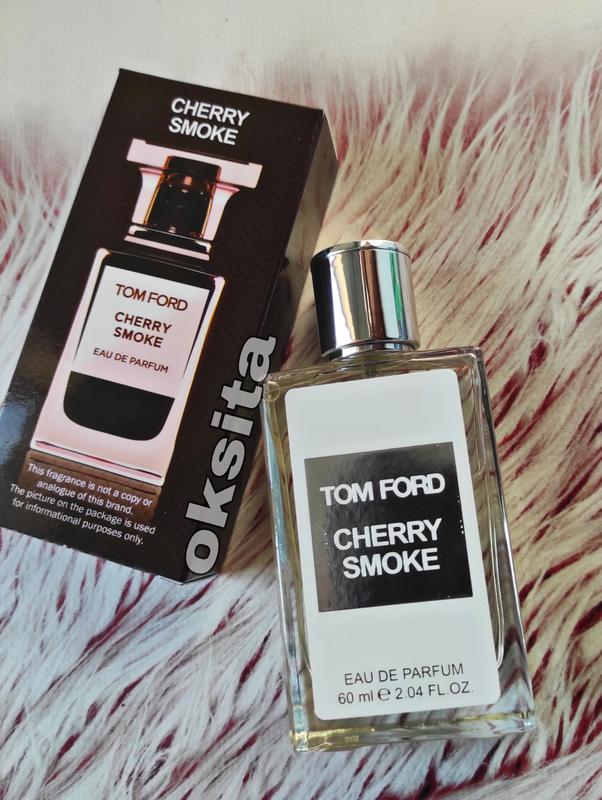 CHERRY
SMOKE
TOM FORD
CHERRY
SMOKE
EAU DE PARFUM
This fragrance is not a copy or
analogue of this brand.
The picture on the package is used
for informational purposes only.
oksita
TOM FORD
CHERRY
SMOKE
EAU DE PARFUM
60 ml ℮ 2.04 FL.OZ.